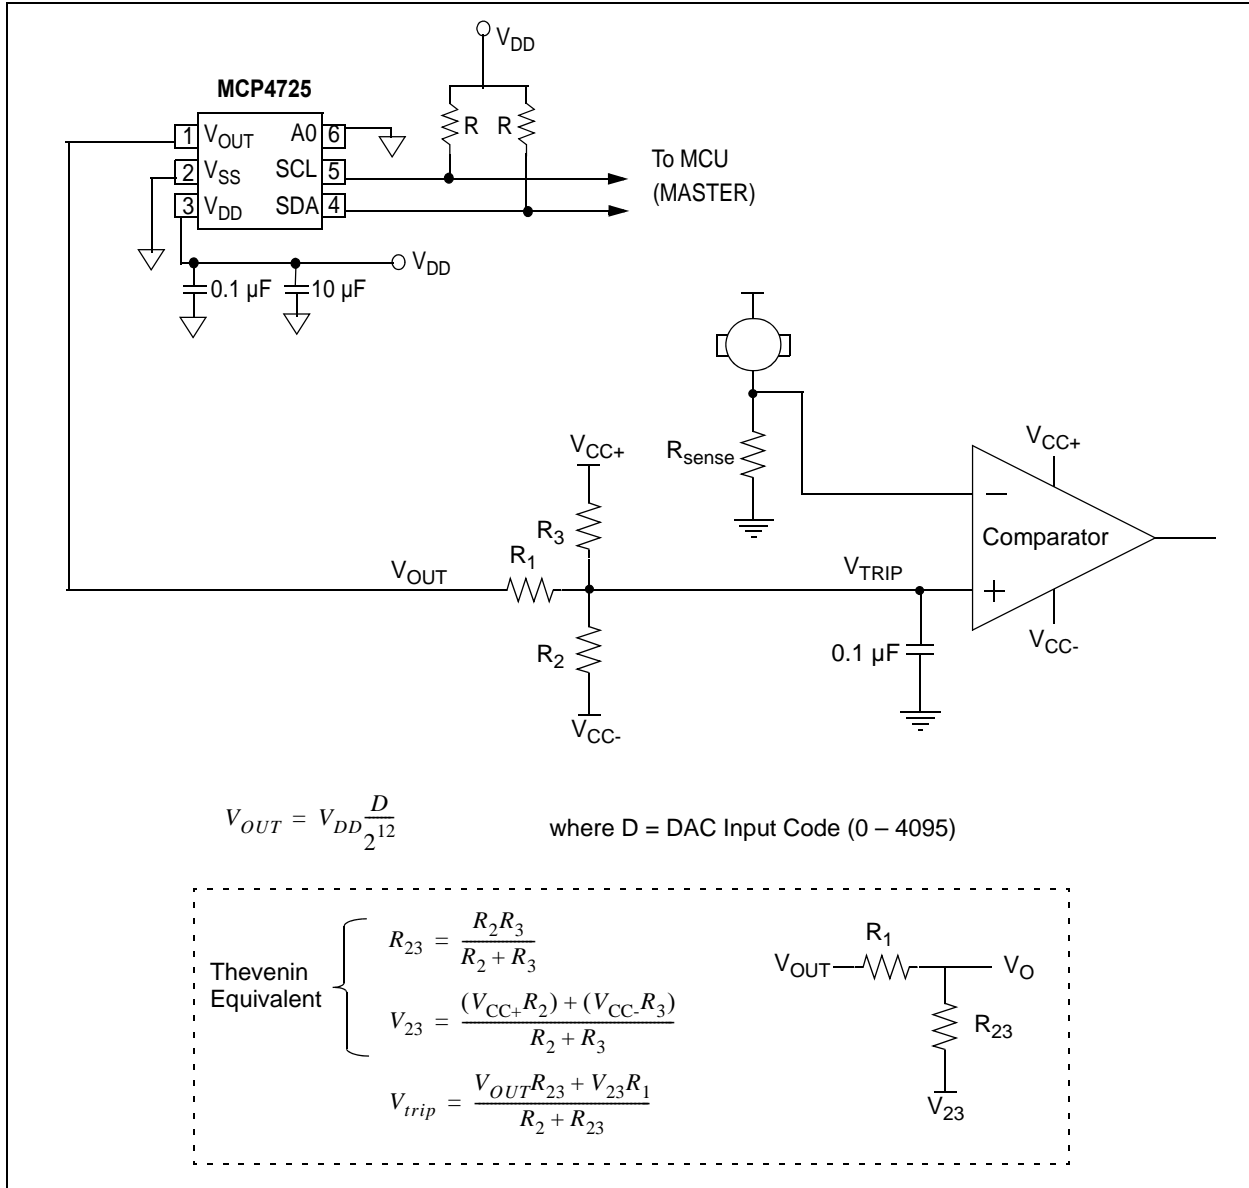 V_DD
MCP4725
1 V_OUT A0 6
2 V_SS SCL 5
3 V_DD SDA 4
R R
To MCU
(MASTER)
V_DD
0.1 µF 10 µF
R_sense
V_CC+
V_CC+
R_3
R_1
V_OUT
V_TRIP
−
Comparator
+
R_2
0.1 µF
V_CC-
V_CC-
V_OUT = V_DD D/2^12 where D = DAC Input Code (0 – 4095)
Thevenin
Equivalent
R_23 = R_2R_3/(R_2 + R_3)
V_23 = ((V_CC+R_2) + (V_CC-R_3))/(R_2 + R_3)
V_trip = (V_OUTR_23 + V_23R_1)/(R_2 + R_23)
R_1
V_OUT V_O
R_23
V_23